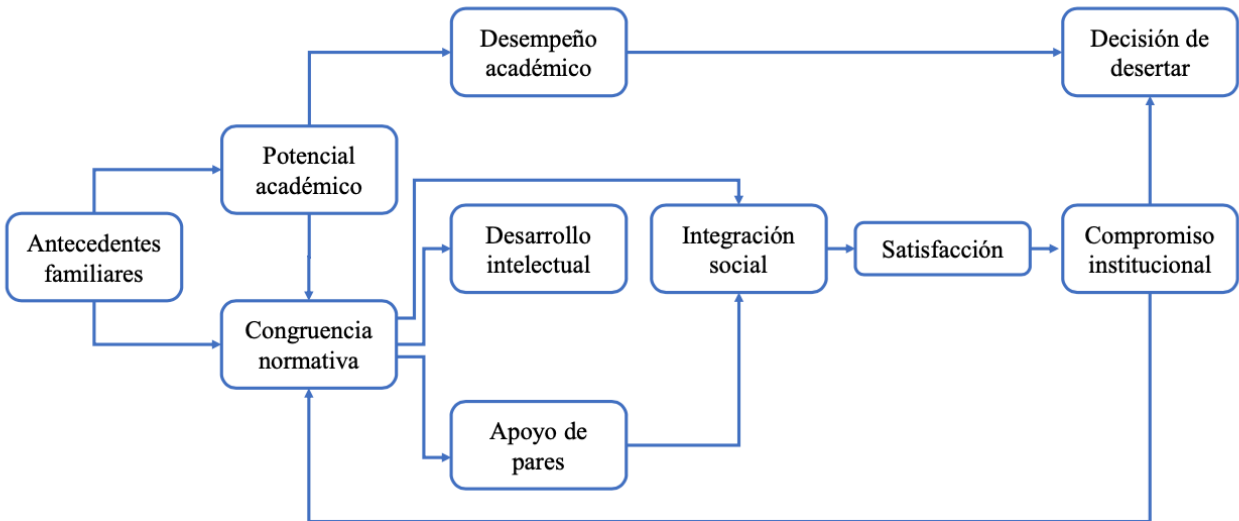 Desempeño
académico
Decisión de
desertar
Potencial
académico
Antecedentes
familiares
Desarrollo
intelectual
Integración
social
Satisfacción
Compromiso
institucional
Congruencia
normativa
Apoyo de
pares